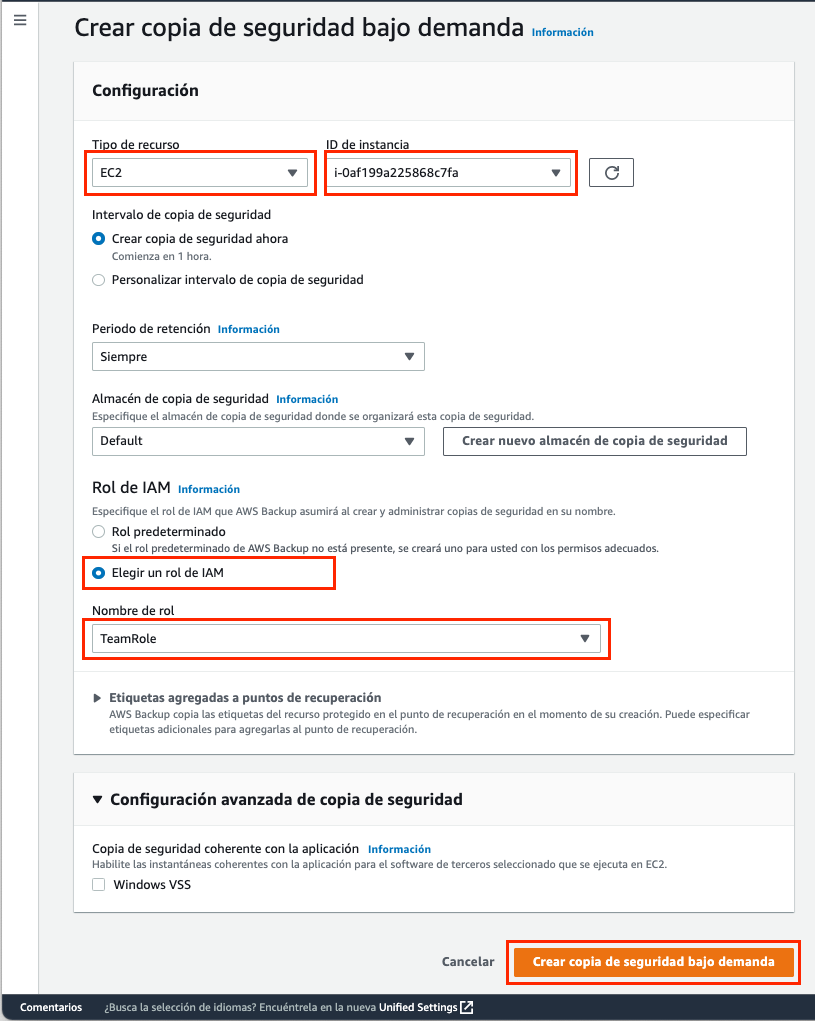 Crear copia de seguridad bajo demanda Información
Configuración
Tipo de recurso ID de instancia
EC2 i-0af199a225868c7fa
Intervalo de copia de seguridad
Crear copia de seguridad ahora
Comienza en 1 hora.
Personalizar intervalo de copia de seguridad
Periodo de retención Información
Siempre
Almacén de copia de seguridad Información
Especifique el almacén de copia de seguridad donde se organizará esta copia de seguridad.
Default Crear nuevo almacén de copia de seguridad
Rol de IAM Información
Especifique el rol de IAM que AWS Backup asumirá al crear y administrar copias de seguridad en su nombre.
Rol predeterminado
Si el rol predeterminado de AWS Backup no está presente, se creará uno para usted con los permisos adecuados.
Elegir un rol de IAM
Nombre de rol
TeamRole
Etiquetas agregadas a puntos de recuperación
AWS Backup copia las etiquetas del recurso protegido en el punto de recuperación en el momento de su creación. Puede especificar
etiquetas adicionales para agregarlas al punto de recuperación.
Configuración avanzada de copia de seguridad
Copia de seguridad coherente con la aplicación Información
Habilite las instantáneas coherentes con la aplicación para el software de terceros seleccionado que se ejecuta en EC2.
Windows VSS
Cancelar Crear copia de seguridad bajo demanda
Comentarios ¿Busca la selección de idiomas? Encuéntrela en la nueva Unified Settings